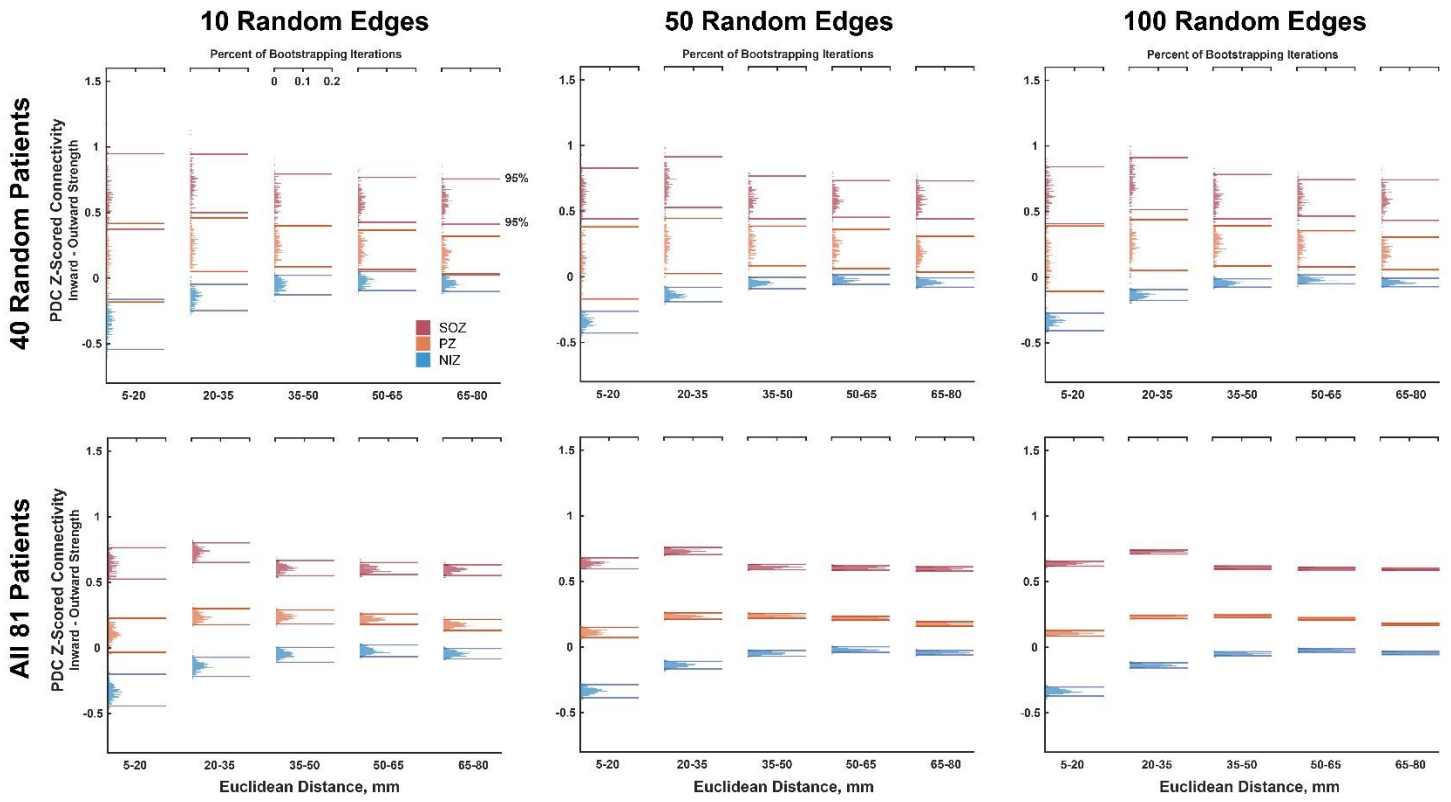 10 Random Edges
50 Random Edges
100 Random Edges
Percent of Bootstrapping Iterations
Percent of Bootstrapping Iterations
Percent of Bootstrapping Iterations
40 Random Patients
PDC Z-Scored Connectivity
Inward - Outward Strength
0 0.1 0.2
1.5
1
0.5
0
-0.5
95%
95%
SOZ
PZ
NIZ
5-20 20-35 35-50 50-65 65-80
1.5
1
0.5
0
-0.5
5-20 20-35 35-50 50-65 65-80
1.5
1
0.5
0
-0.5
5-20 20-35 35-50 50-65 65-80
All 81 Patients
PDC Z-Scored Connectivity
Inward - Outward Strength
1.5
1
0.5
0
-0.5
5-20 20-35 35-50 50-65 65-80
Euclidean Distance, mm
1.5
1
0.5
0
-0.5
5-20 20-35 35-50 50-65 65-80
Euclidean Distance, mm
1.5
1
0.5
0
-0.5
5-20 20-35 35-50 50-65 65-80
Euclidean Distance, mm